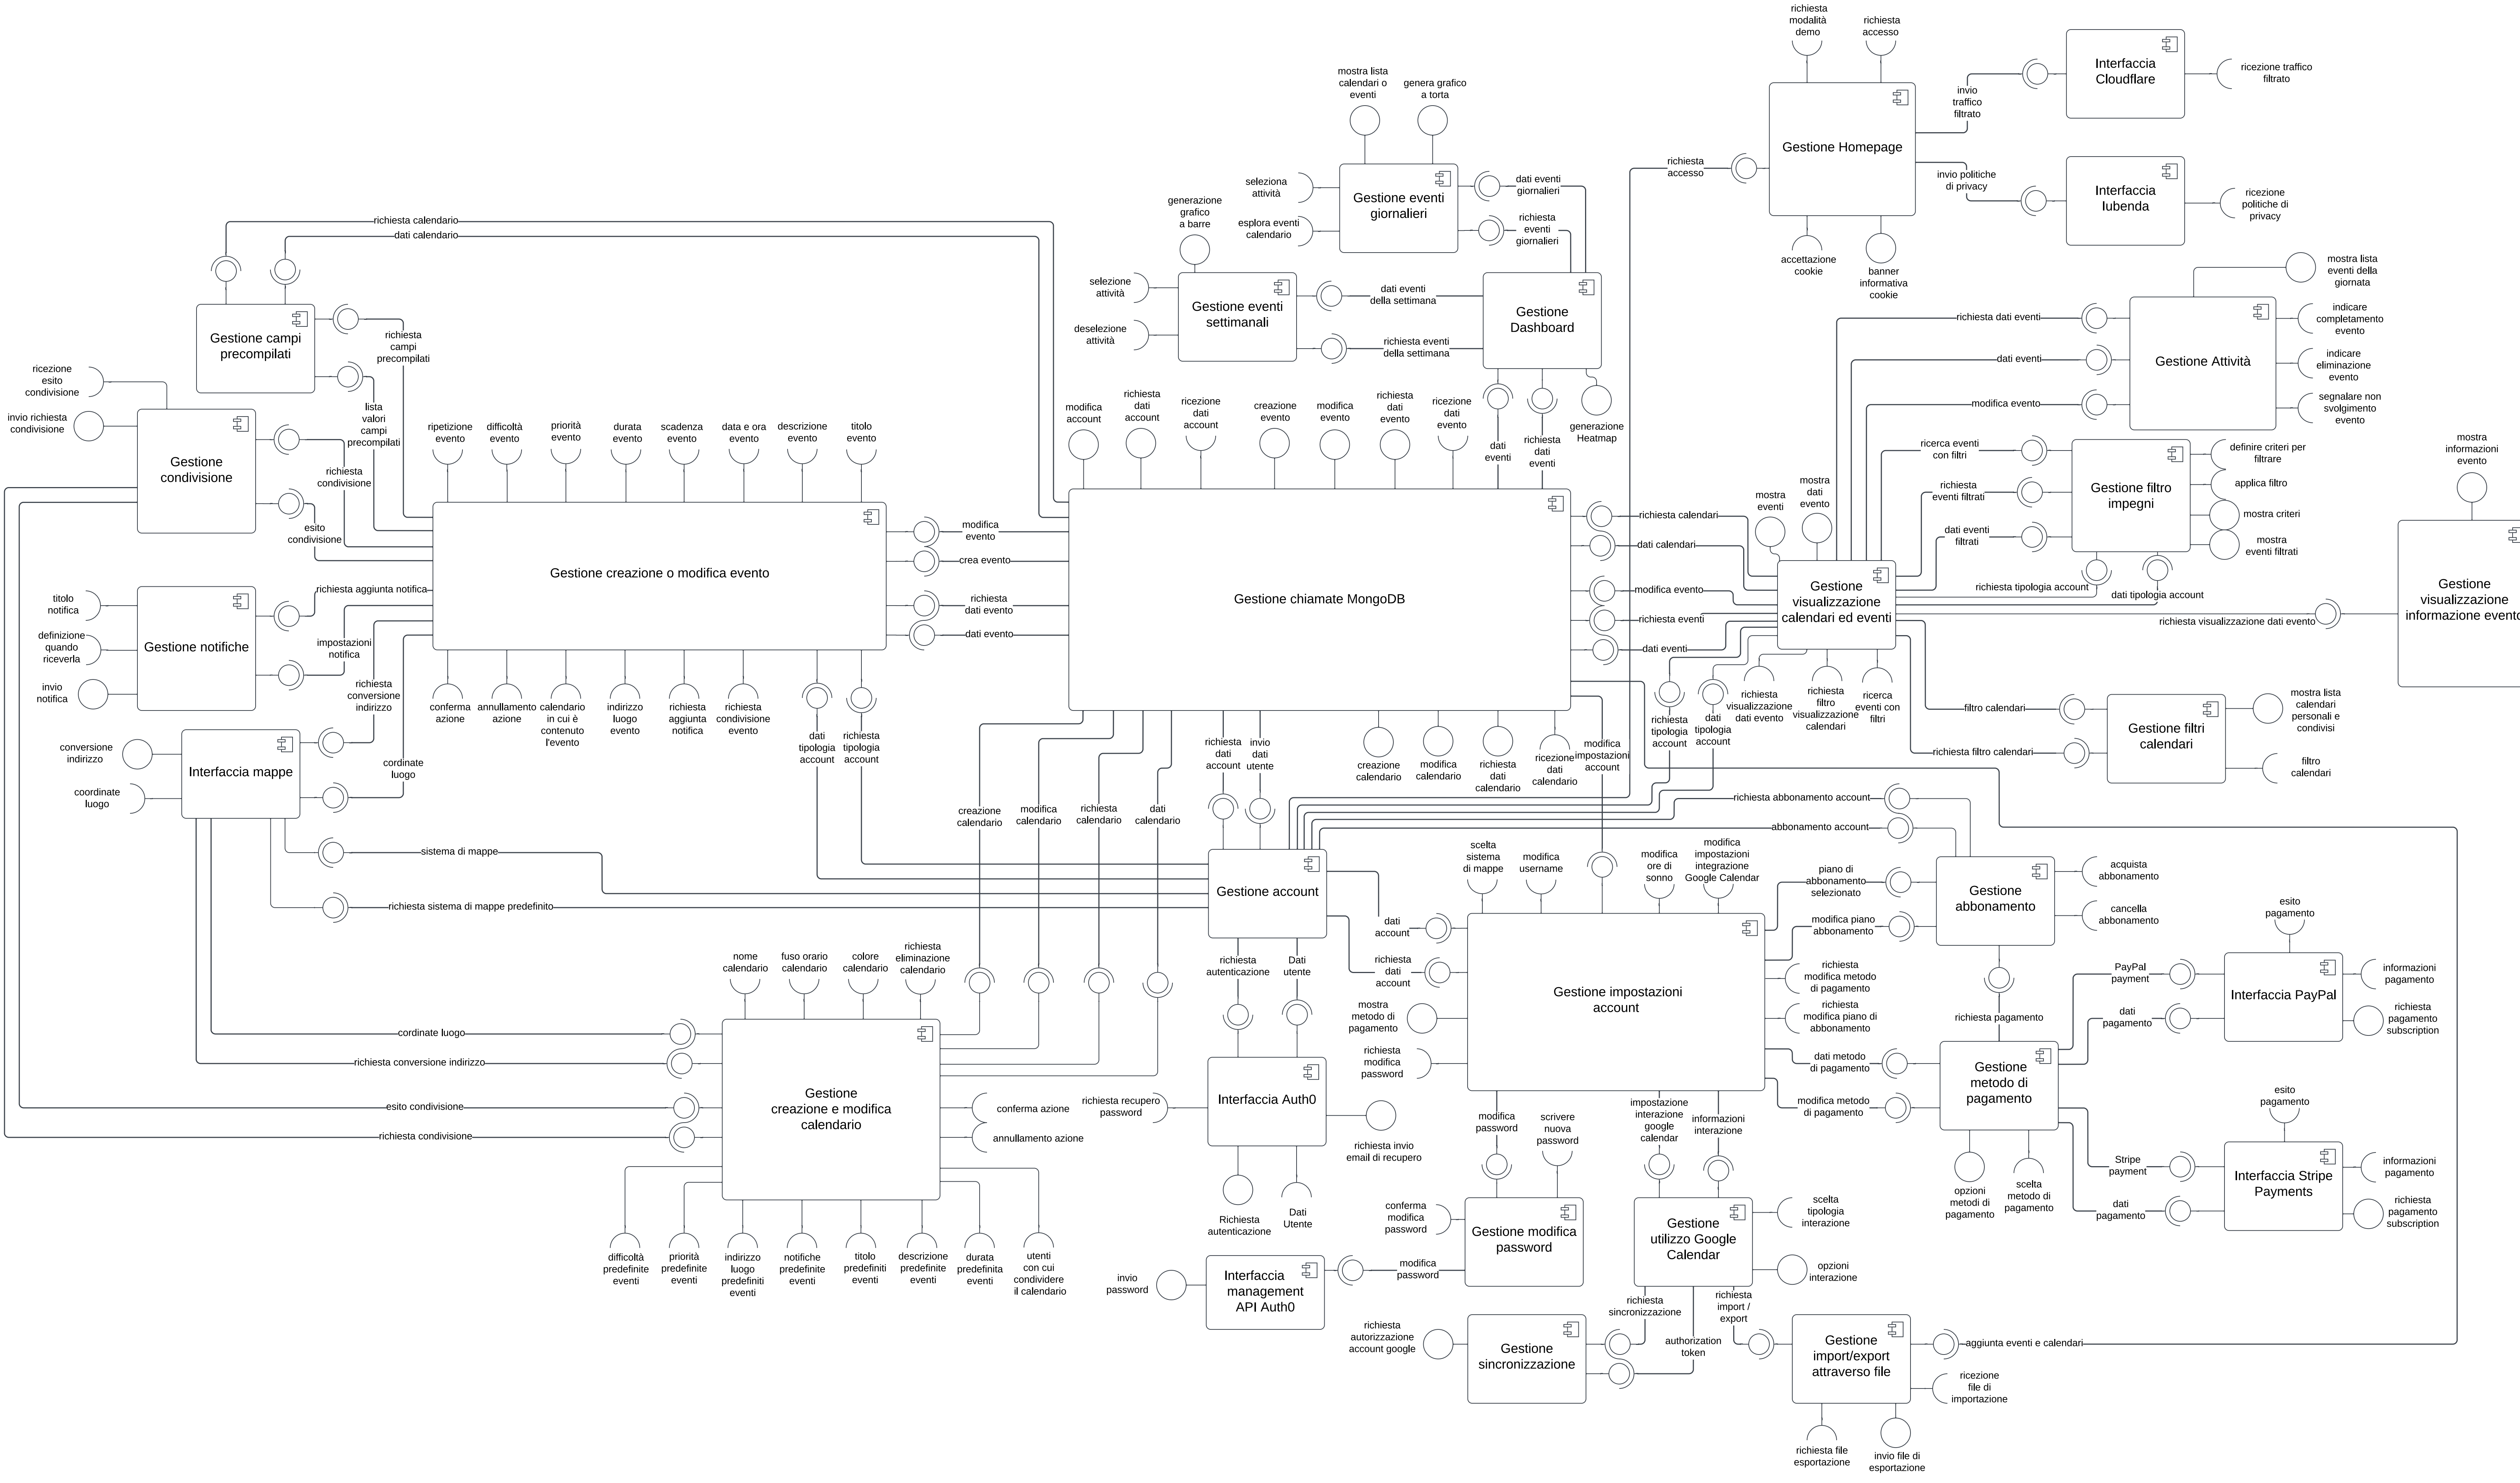 richiesta
modalità
demo
richiesta
accesso
Interfaccia
Cloudflare
ricezione traffico
filtrato
invio
traffico
filtrato
Gestione Homepage
richiesta
accesso
invio politiche
di privacy
Interfaccia
Iubenda
ricezione
politiche di
privacy
accettazione
cookie
banner
informativa
cookie
mostra lista
calendari o
eventi
genera grafico
a torta
seleziona
attività
esplora eventi
calendario
Gestione eventi
giornalieri
dati eventi
giornalieri
richiesta
eventi
giornalieri
generazione
grafico
a barre
selezione
attività
deselezione
attività
Gestione eventi
settimanali
dati eventi
della settimana
richiesta eventi
della settimana
Gestione
Dashboard
generazione
Heatmap
dati
eventi
richiesta
dati
eventi
mostra lista
eventi della
giornata
indicare
completamento
evento
indicare
eliminazione
evento
segnalare non
svolgimento
evento
Gestione Attività
richiesta dati eventi
dati eventi
modifica evento
richiesta calendario
dati calendario
Gestione campi
precompilati
richiesta
campi
precompilati
lista
valori
campi
precompilati
ricezione
esito
condivisione
invio richiesta
condivisione
Gestione
condivisione
richiesta
condivisione
esito
condivisione
ripetizione
evento
difficoltà
evento
priorità
evento
durata
evento
scadenza
evento
data e ora
evento
descrizione
evento
titolo
evento
Gestione creazione o modifica evento
modifica
evento
crea evento
richiesta
dati evento
dati evento
modifica
account
richiesta
dati
account
ricezione
dati
account
creazione
evento
modifica
evento
richiesta
dati
evento
ricezione
dati
evento
Gestione chiamate MongoDB
richiesta calendari
dati calendari
modifica evento
richiesta eventi
dati eventi
mostra
eventi
mostra
dati
evento
Gestione
visualizzazione
calendari ed eventi
ricerca eventi
con filtri
richiesta
eventi filtrati
dati eventi
filtrati
Gestione filtro
impegni
definire criteri per
filtrare
applica filtro
mostra criteri
mostra
eventi filtrati
richiesta tipologia account
dati tipologia account
mostra
informazioni
evento
Gestione
visualizzazione
informazione evento
richiesta visualizzazione dati evento
titolo
notifica
definizione
quando
riceverla
invio
notifica
Gestione notifiche
richiesta aggiunta notifica
impostazioni
notifica
richiesta
conversione
indirizzo
cordinate
luogo
conversione
indirizzo
coordinate
luogo
Interfaccia mappe
conferma
azione
annullamento
azione
calendario
in cui è
contenuto
l'evento
indirizzo
luogo
evento
richiesta
aggiunta
notifica
richiesta
condivisione
evento
dati
tipologia
account
richiesta
tipologia
account
creazione
calendario
modifica
calendario
richiesta
calendario
dati
calendario
richiesta
dati
account
invio
dati
utente
creazione
calendario
modifica
calendario
richiesta
dati
calendario
ricezione
dati
calendario
modifica
impostazioni
account
richiesta
tipologia
account
dati
tipologia
account
richiesta
visualizzazione
dati evento
richiesta
filtro
visualizzazione
calendari
ricerca
eventi con
filtri
filtro calendari
richiesta filtro calendari
Gestione filtri
calendari
mostra lista
calendari
personali e
condivisi
filtro
calendari
sistema di mappe
richiesta sistema di mappe predefinito
Gestione account
richiesta abbonamento account
abbonamento account
scelta
sistema
di mappe
modifica
username
modifica
ore di
sonno
modifica
impostazioni
integrazione
Google Calendar
piano di
abbonamento
selezionato
modifica piano
abbonamento
Gestione
abbonamento
acquista
abbonamento
cancella
abbonamento
dati
account
richiesta
dati
account
mostra
metodo di
pagamento
richiesta
modifica
password
Gestione impostazioni
account
richiesta
modifica metodo
di pagamento
richiesta
modifica piano di
abbonamento
dati metodo
di pagamento
modifica metodo
di pagamento
richiesta pagamento
Gestione
metodo di
pagamento
PayPal
payment
dati
pagamento
esito
pagamento
Interfaccia PayPal
informazioni
pagamento
richiesta
pagamento
subscription
esito
pagamento
Stripe
payment
dati
pagamento
Interfaccia Stripe
Payments
informazioni
pagamento
richiesta
pagamento
subscription
opzioni
metodi di
pagamento
scelta
metodo di
pagamento
richiesta
autenticazione
Dati
utente
nome
calendario
fuso orario
calendario
colore
calendario
richiesta
eliminazione
calendario
cordinate luogo
richiesta conversione indirizzo
esito condivisione
richiesta condivisione
Gestione
creazione e modifica
calendario
conferma azione
annullamento azione
richiesta recupero
password
Interfaccia Auth0
richiesta invio
email di recupero
Richiesta
autenticazione
Dati
Utente
difficoltà
predefinite
eventi
priorità
predefinite
eventi
indirizzo
luogo
predefiniti
eventi
notifiche
predefinite
eventi
titolo
predefiniti
eventi
descrizione
predefinite
eventi
durata
predefinita
eventi
utenti
con cui
condividere
il calendario
modifica
password
scrivere
nuova
password
impostazione
interazione
google
calendar
informazioni
interazione
conferma
modifica
password
Gestione modifica
password
modifica
password
invio
password
Interfaccia
management
API Auth0
Gestione
utilizzo Google
Calendar
scelta
tipologia
interazione
opzioni
interazione
richiesta
sincronizzazione
authorization
token
richiesta
import /
export
richiesta
autorizzazione
account google
Gestione
sincronizzazione
Gestione
import/export
attraverso file
aggiunta eventi e calendari
ricezione
file di
importazione
richiesta file
esportazione
invio file di
esportazione